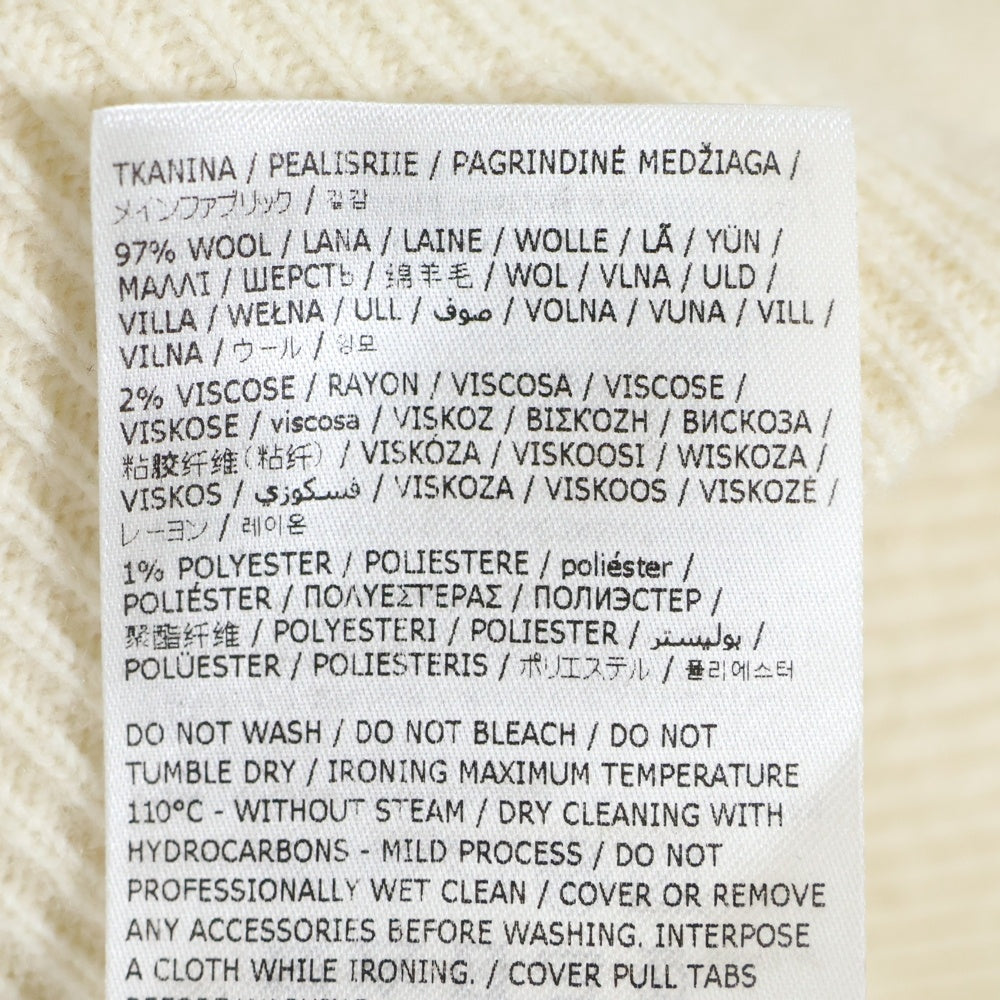 TKANINA / PEALISRIIE / PAGRINDINĖ MEDŽIAGA /
メインファブリック / 겉감
97% WOOL / LANA / LAINE / WOLLE / LÃ / YÜN /
ΜΑΛΛΙ / ШЕРСТЬ / 绵羊毛 / WOL / VLNA / ULD /
VILLA / WEŁNA / ULL / صوف / VOLNA / VUNA / VILL /
VILNA / ウール / 양모
2% VISCOSE / RAYON / VISCOSA / VISCOSE /
VISKOSE / viscosa / VISKOZ / ΒΙΣΚΟΖΗ / ВИСКОЗА /
粘胶纤维(粘纤) / VISKÓZA / VISKOOSI / WISKOZA /
VISKOS / فسكوزي / VISKOZA / VISKOOS / VISKOZE /
レーヨン / 레이온
1% POLYESTER / POLIESTERE / poliéster /
POLIÉSTER / ΠΟΛΥΕΣΤΕΡΑΣ / ПОЛИЭСТЕР /
聚酯纤维 / POLYESTERI / POLIESTER / بوليستر /
POLÜESTER / POLIESTERIS / ポリエステル / 폴리에스터
DO NOT WASH / DO NOT BLEACH / DO NOT
TUMBLE DRY / IRONING MAXIMUM TEMPERATURE
110°C - WITHOUT STEAM / DRY CLEANING WITH
HYDROCARBONS - MILD PROCESS / DO NOT
PROFESSIONALLY WET CLEAN / COVER OR REMOVE
ANY ACCESSORIES BEFORE WASHING. INTERPOSE
A CLOTH WHILE IRONING. / COVER PULL TABS